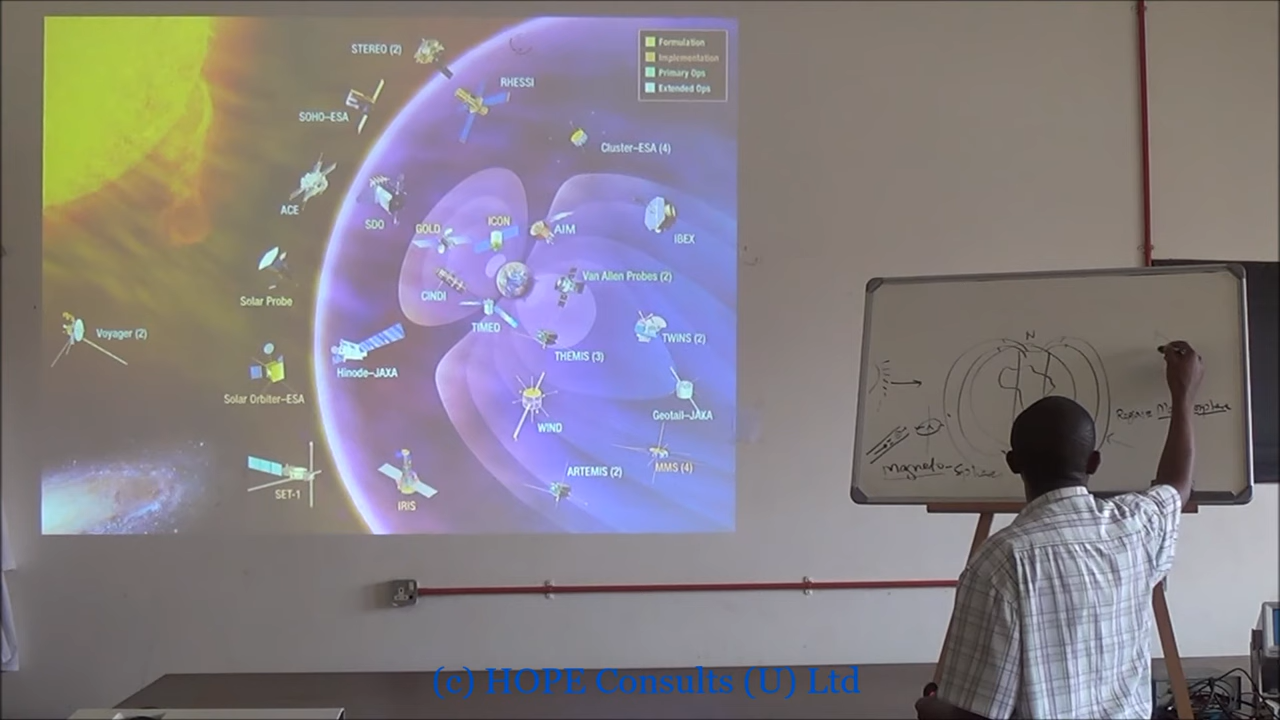 STEREO (2)
RHESSI
SOHO-ESA
Cluster-ESA (4)
ACE
SDO
GOLD
ICON
AIM
IBEX
Solar Probe
CINDI
Van Allen Probes (2)
TIMED
Voyager (2)
THEMIS (3)
TWINS (2)
Hinode-JAXA
Solar Orbiter-ESA
WIND
Geotail-JAXA
SET-1
IRIS
ARTEMIS (2)
MMS (4)
Formulation
Implementation
Primary Ops
Extended Ops
N
Magneto-Sphere
(c) HOPE Consults (U) Ltd